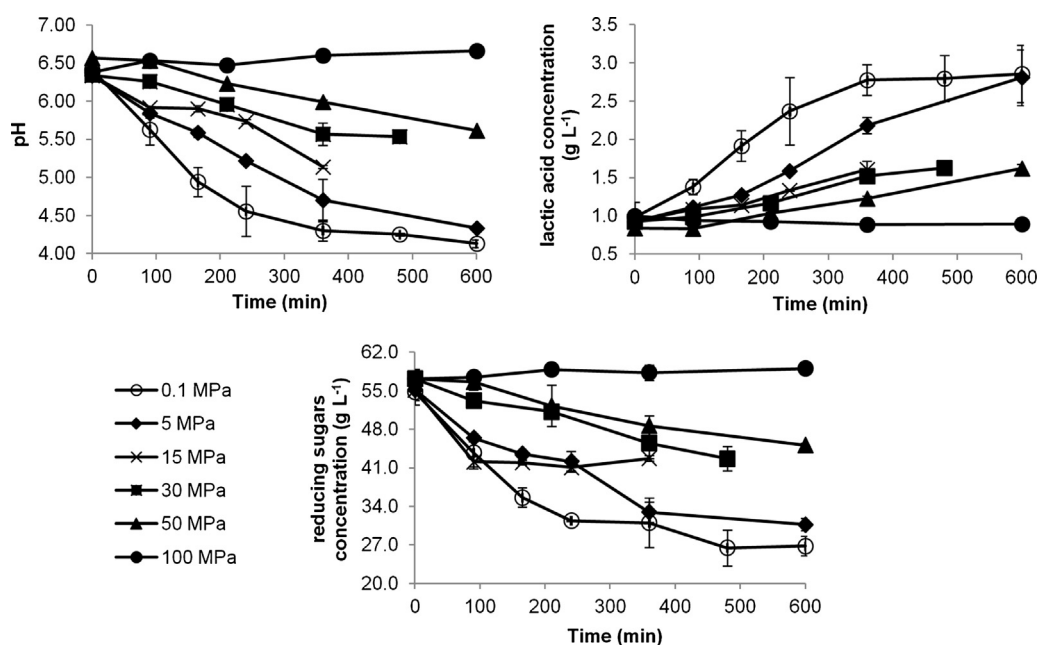 7.00
6.50
6.00
5.50
5.00
4.50
4.00
pH
0 100 200 300 400 500 600
Time (min)
3.5
3.0
2.5
2.0
1.5
1.0
0.5
lactic acid concentration
(g L⁻¹)
0 100 200 300 400 500 600
Time (min)
0.1 MPa
5 MPa
15 MPa
30 MPa
50 MPa
100 MPa
62.0
55.0
48.0
41.0
34.0
27.0
20.0
reducing sugars
concentration (g L⁻¹)
0 100 200 300 400 500 600
Time (min)